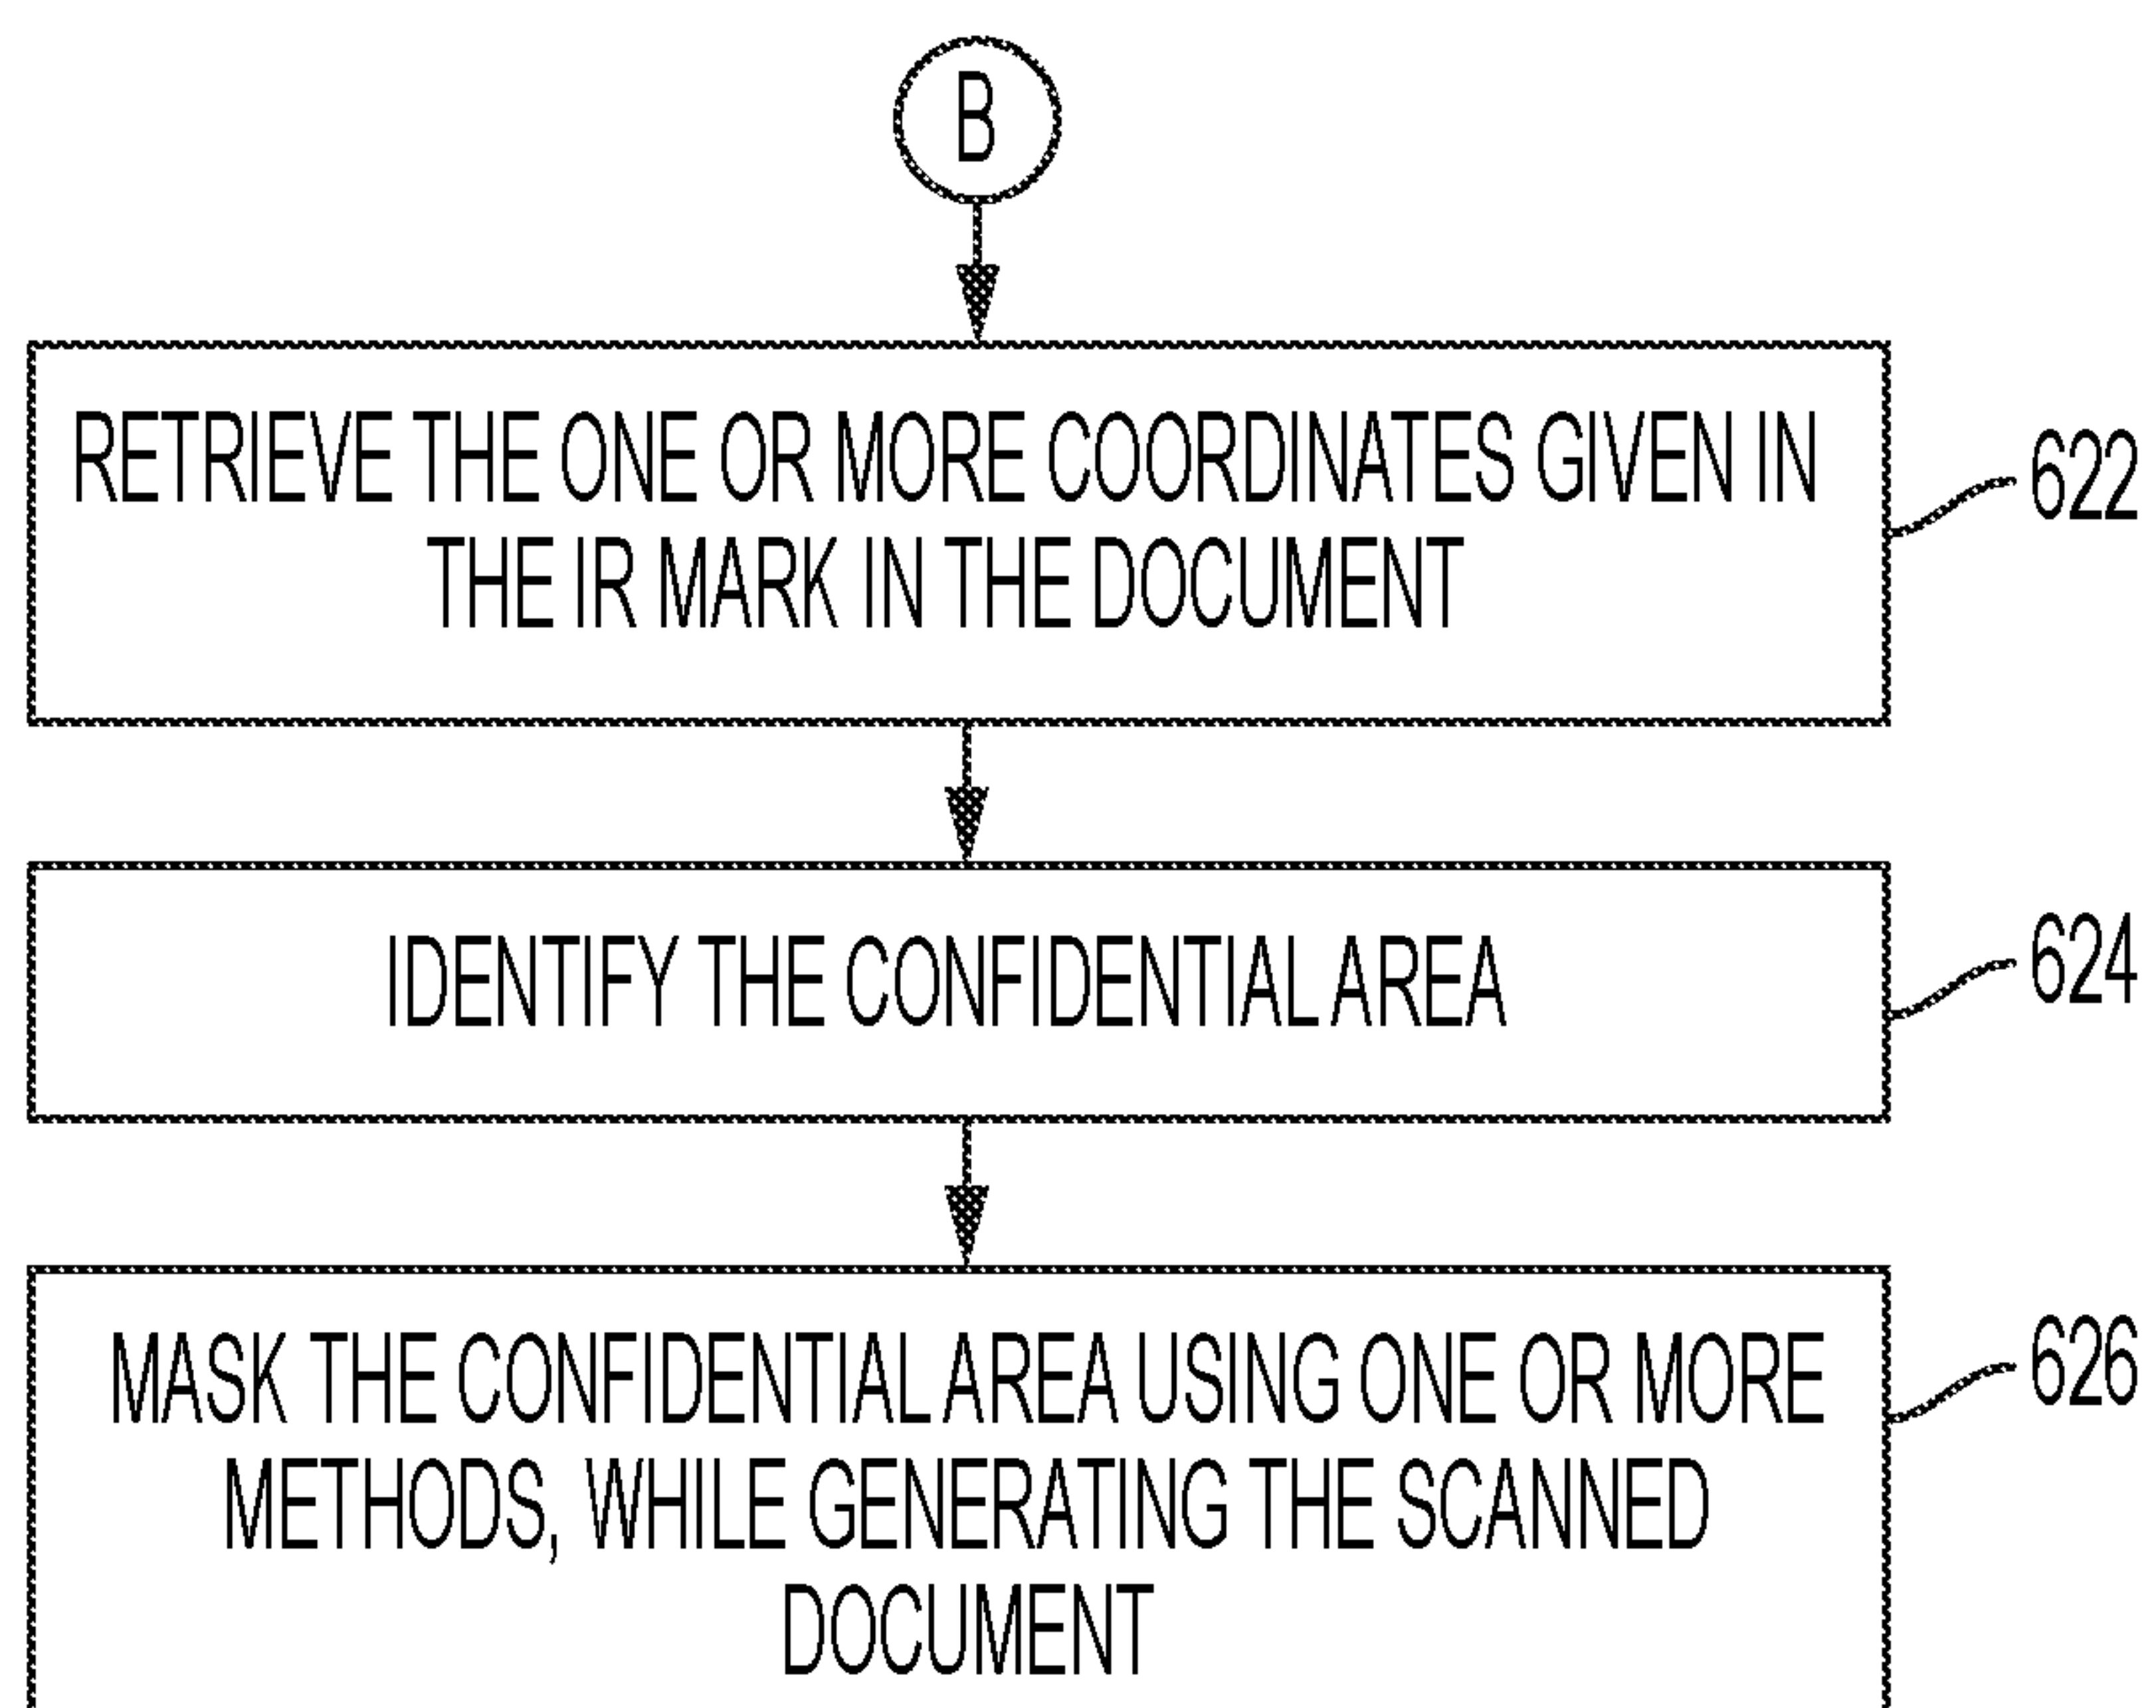 B
RETRIEVE THE ONE OR MORE COORDINATES GIVEN IN
THE IR MARK IN THE DOCUMENT
622
IDENTIFY THE CONFIDENTIAL AREA
624
MASK THE CONFIDENTIAL AREA USING ONE OR MORE
METHODS, WHILE GENERATING THE SCANNED
DOCUMENT
626